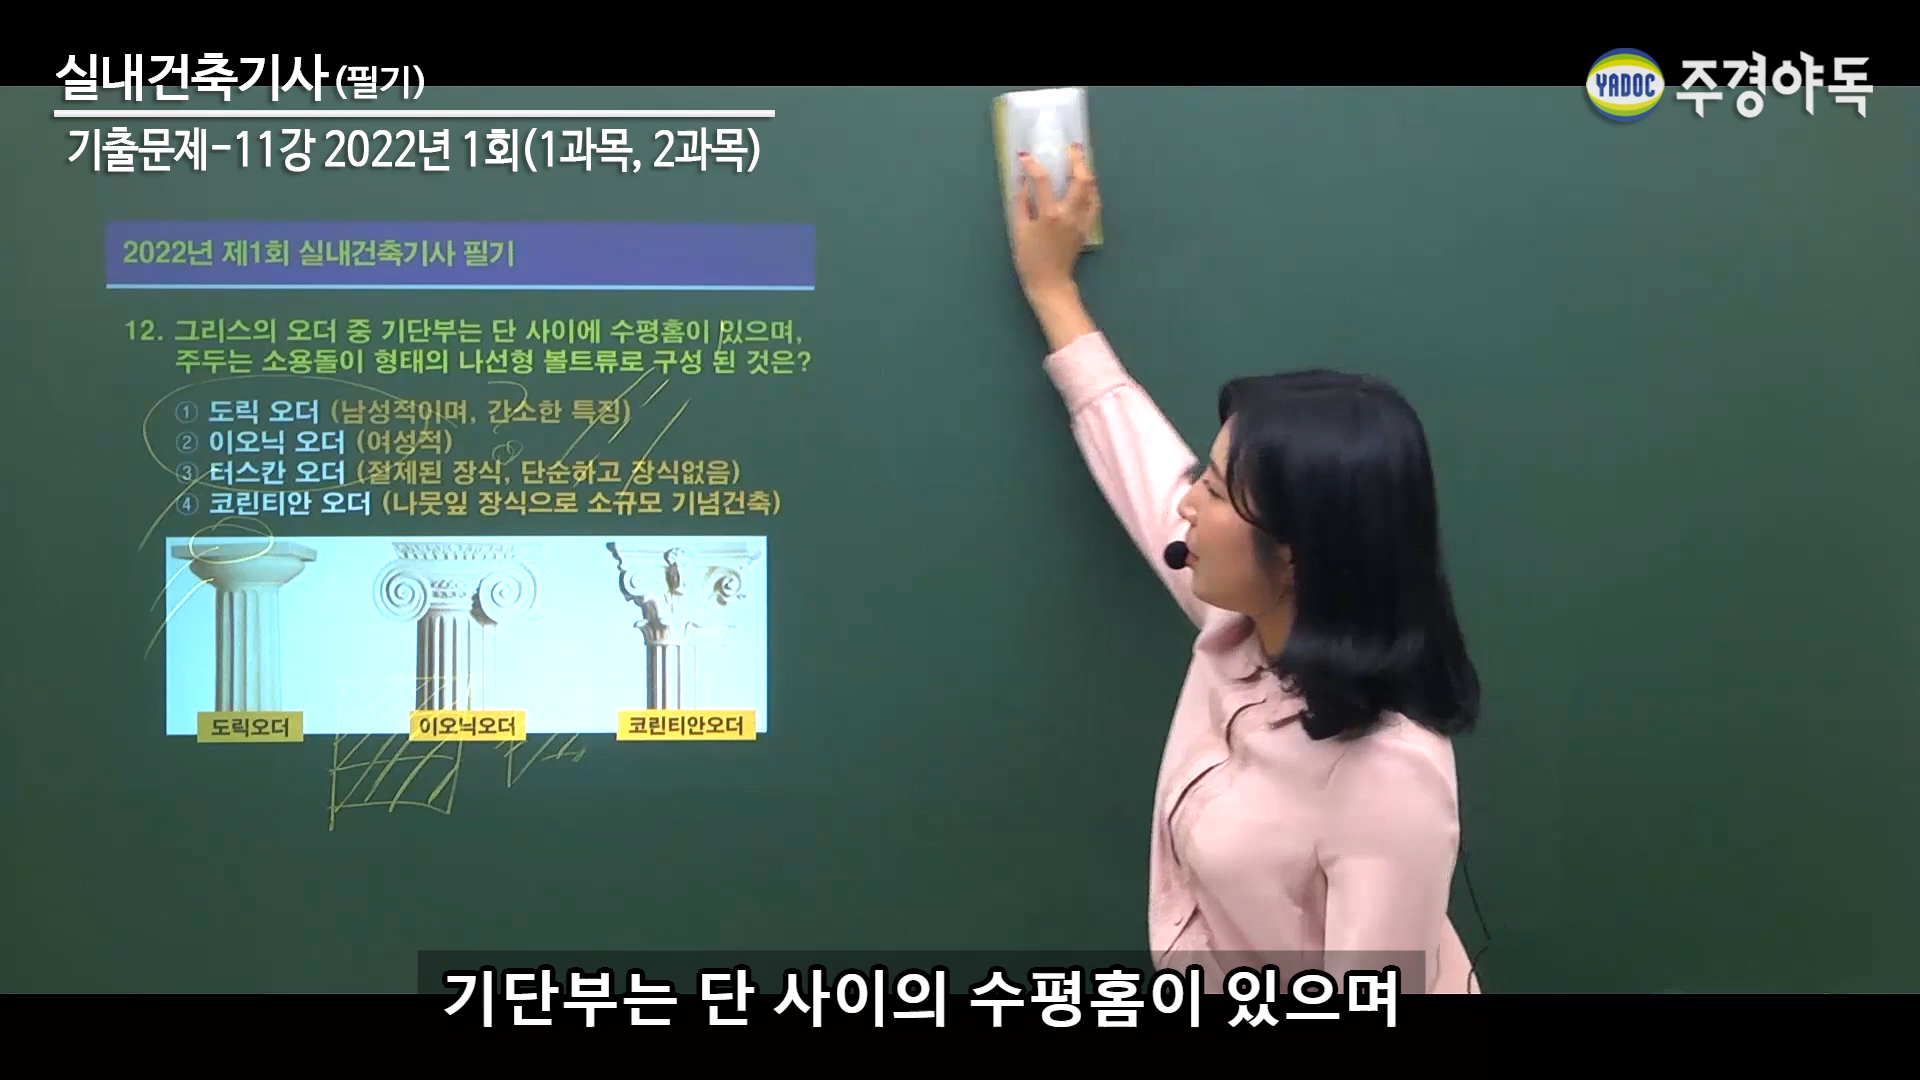 실내건축기사(필기)
기출문제-11강 2022년 1회(1과목, 2과목)
YADOC 주경야독
2022년 제1회 실내건축기사 필기
12. 그리스의 오더 중 기단부는 단 사이에 수평홈이 있으며,
주두는 소용돌이 형태의 나선형 볼트류로 구성 된 것은?
① 도릭 오더 (남성적이며, 간소한 특징)
② 이오닉 오더 (여성적)
③ 터스칸 오더 (절제된 장식, 단순하고 장식없음)
④ 코린티안 오더 (나뭇잎 장식으로 소규모 기념건축)
도릭오더
이오닉오더
코린티안오더
기단부는 단 사이의 수평홈이 있으며